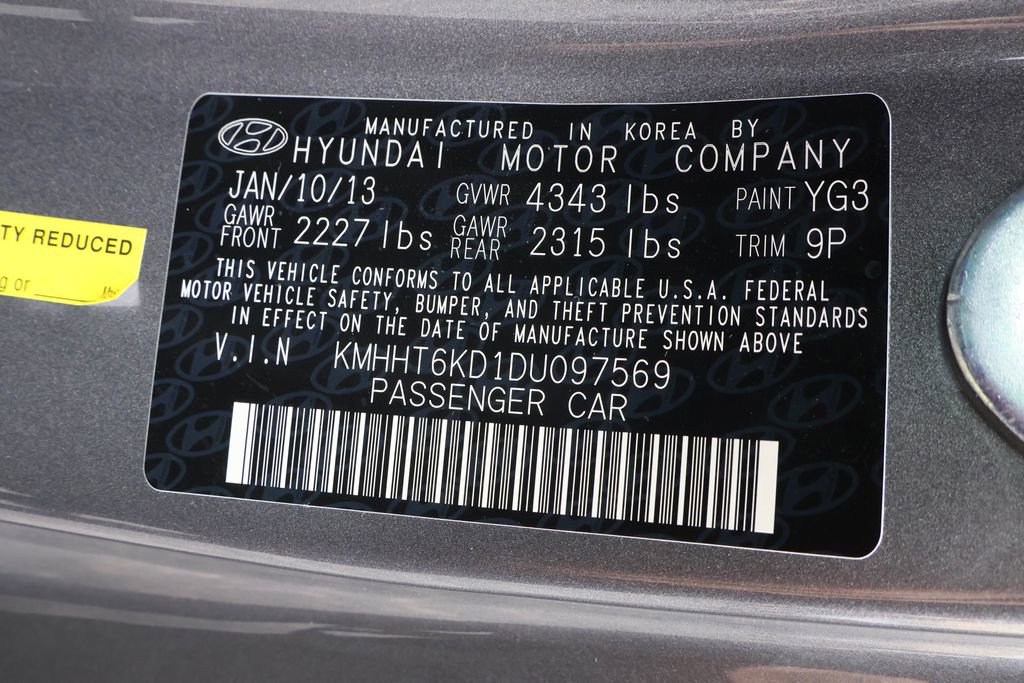 MANUFACTURED IN KOREA BY
HYUNDAI MOTOR COMPANY
JAN/10/13 GVWR 4343 lbs PAINT YG3
GAWR FRONT 2227 lbs GAWR REAR 2315 lbs TRIM 9P
THIS VEHICLE CONFORMS TO ALL APPLICABLE U.S.A. FEDERAL
MOTOR VEHICLE SAFETY, BUMPER, AND THEFT PREVENTION STANDARDS
IN EFFECT ON THE DATE OF MANUFACTURE SHOWN ABOVE
V.I.N KMHHT6KD1DU097569
PASSENGER CAR
TY REDUCED
g or